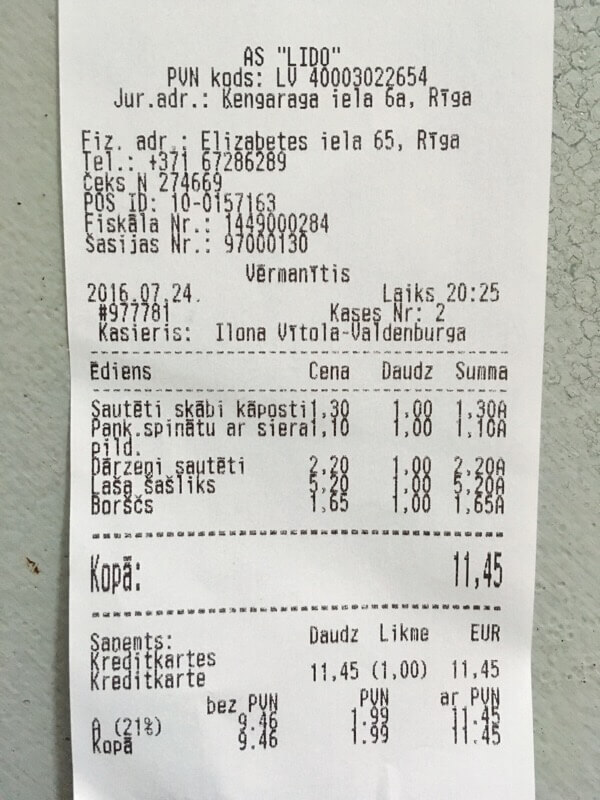 AS "LIDO"
PVN kods: LV 40003022654
Jur.adr.: Ķengaraga iela 6a, Rīga
Fiz. adr.: Elizabetes iela 65, Rīga
Tel.: +371 67286289
Čeks N 274669
POS ID: 10-0157163
Fiskāla Nr.: 1449000284
Šasijas Nr.: 97000130
Vērmanītis
2016.07.24. Laiks 20:25
#977781 Kases Nr: 2
Kasieris: Ilona Vītola-Valdenburga
Ēdiens Cena Daudz Summa
Sautēti skābi kāposti 1,30 1,00 1,30A
Pank.spinātu ar siera 1,10 1,00 1,10A
pild.
Dārzeņi sautēti 2,20 1,00 2,20A
Laša šašliks 5,20 1,00 5,20A
Borščs 1,65 1,00 1,65A
Kopā: 11,45
Saņemts: Daudz Likme EUR
Kreditkartes
Kreditkarte 11,45 (1,00) 11,45
bez PVN PVN ar PVN
A (21%) 9.46 1.99 11.45
Kopā 9.46 1.99 11.45